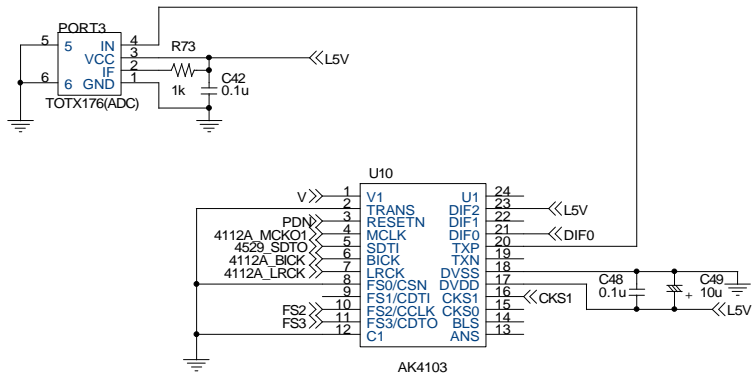 PORT3
5 5 IN 4
VCC 3
IF 2
6 6 GND 1
TOTX176(ADC)
R73
1k
L5V
C42
0.1u
U10
V 1 V1 U1 24
2 TRANS DIF2 23 L5V
PDN 3 RESETN DIF1 22
4112A_MCKO1 4 MCLK DIF0 21 DIF0
4529_SDTO 5 SDTI TXP 20
4112A_BICK 6 BICK TXN 19
4112A_LRCK 7 LRCK DVSS 18
8 FS0/CSN DVDD 17
9 FS1/CDTI CKS1 16 CKS1
FS2 10 FS2/CCLK CKS0 15
FS3 11 FS3/CDTO BLS 14
12 C1 ANS 13
AK4103
C48
0.1u
C49
10u
+
L5V